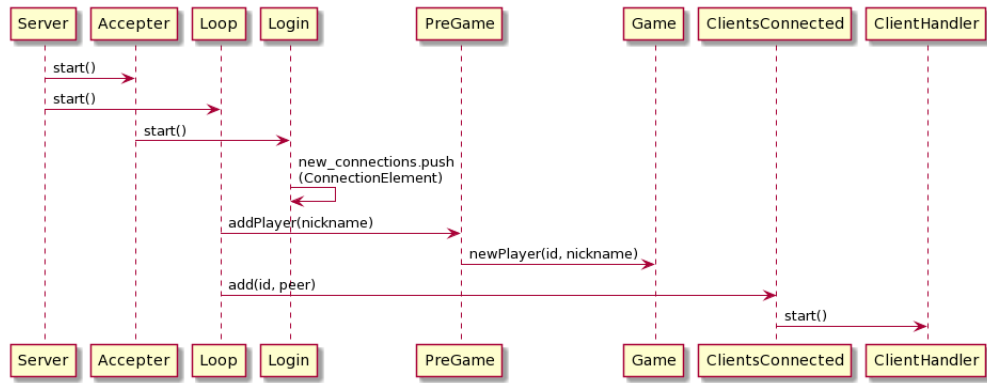 Server Accepter Loop Login PreGame Game ClientsConnected ClientHandler
start()
start()
start()
new_connections.push
(ConnectionElement)
addPlayer(nickname)
newPlayer(id, nickname)
add(id, peer)
start()
Server Accepter Loop Login PreGame Game ClientsConnected ClientHandler